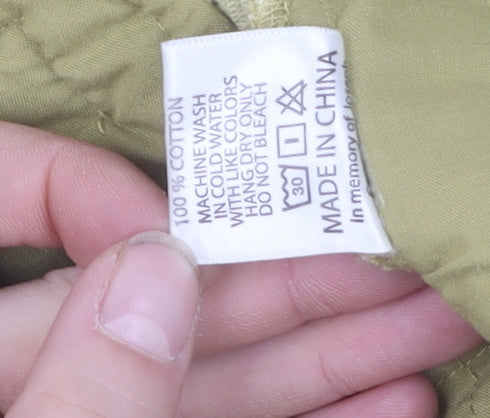 100 % COTTON
MACHINE WASH
IN COLD WATER
WITH LIKE COLORS
HANG DRY ONLY
DO NOT BLEACH
30
MADE IN CHINA
In memory of